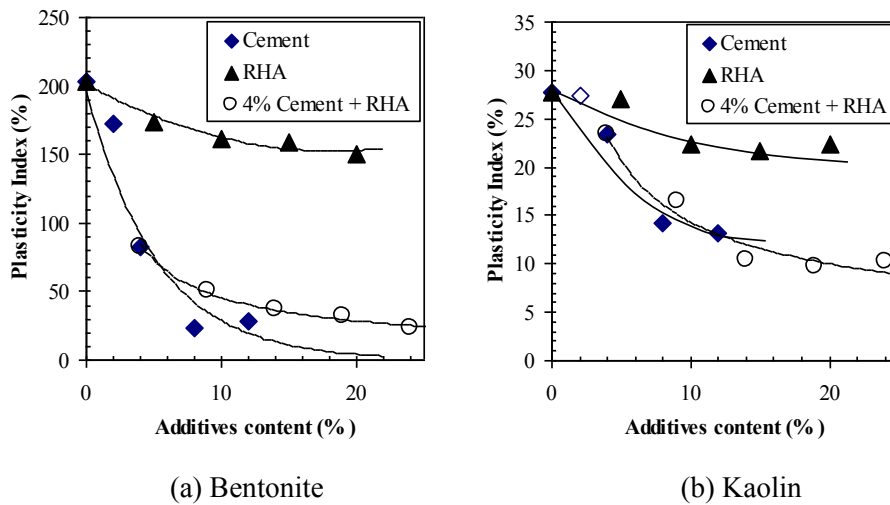 250
200
150
100
50
0
Plasticity Index (%)
Cement
RHA
4% Cement + RHA
0 10 20
Additives content (%)
(a) Bentonite
35
30
25
20
15
10
5
0
Plasticity Index (%)
Cement
RHA
4% Cement + RHA
0 10 20
Additives content (%)
(b) Kaolin